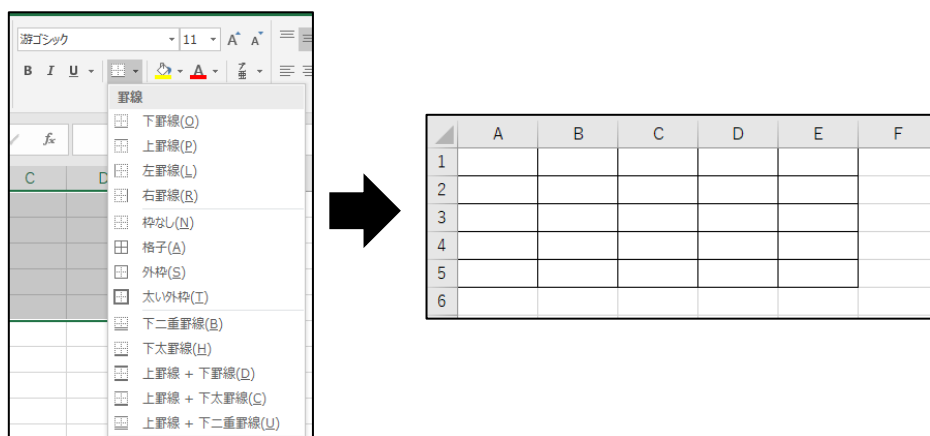 游ゴシック 11 A A
B I U A ア亜
罫線
下罫線(O)
fx
上罫線(P)
左罫線(L)
C D
右罫線(R)
枠なし(N)
格子(A)
外枠(S)
太い外枠(T)
下二重罫線(B)
下太罫線(H)
上罫線 + 下罫線(D)
上罫線 + 下太罫線(C)
上罫線 + 下二重罫線(U)
A B C D E F
1
2
3
4
5
6